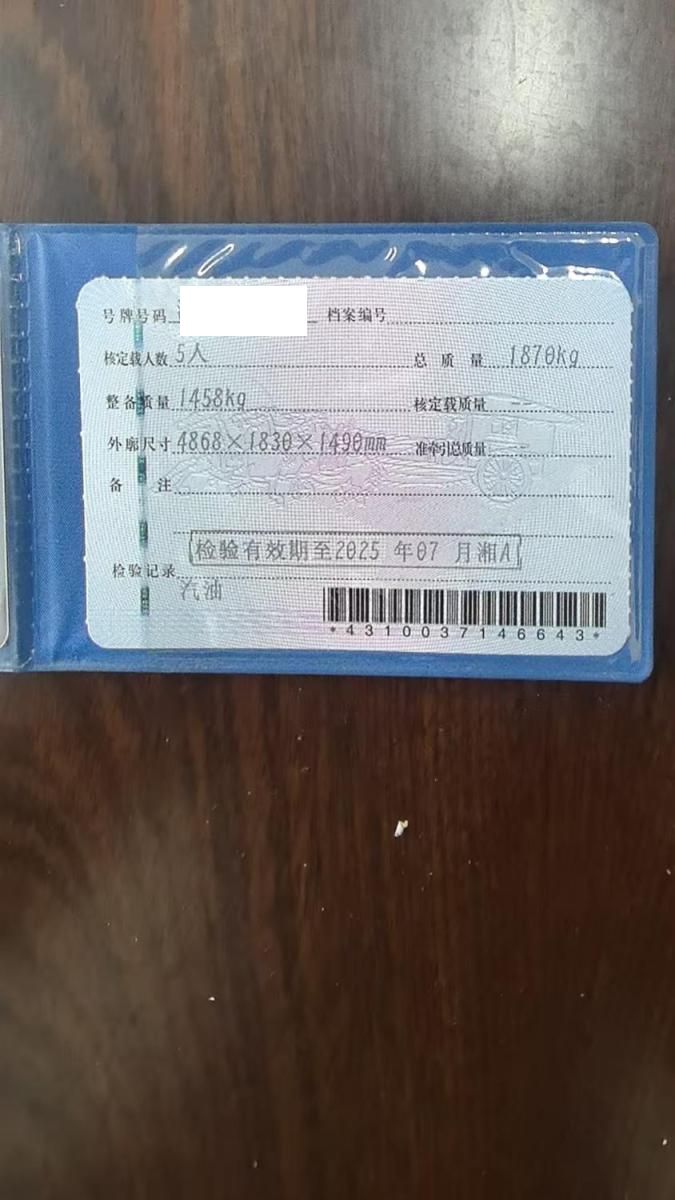 号牌号码 档案编号
核定载人数 5人 总质量 1870kg
整备质量 1458kg 核定载质量 --
外廓尺寸 4868×1830×1490mm 准牵引总质量 --
备注
检验有效期至2025 年07 月湘A
检验记录
汽油
*4310037146643*